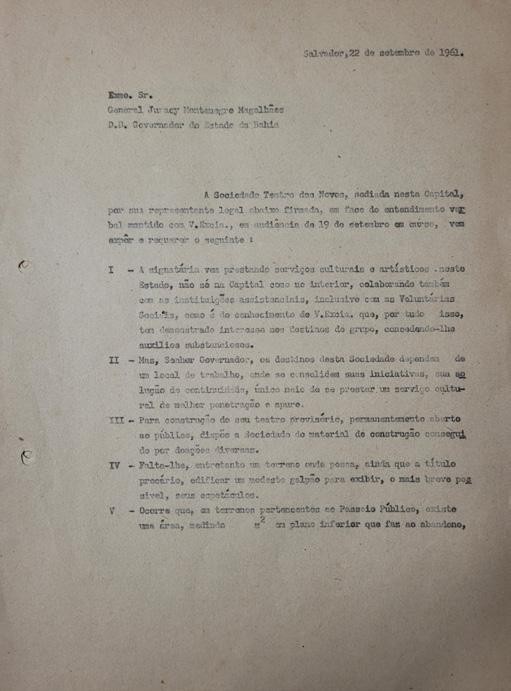 Salvador,22 de setembro de 1961.
Exmo. Sr.
General Juracy Montenegro Magalhães
D.D. Governador do Estado da Bahia
A Sociedade Teatro dos Novos, sediada nesta Capital,
por sua representante legal abaixo firmada, em face do entendimento ver
bal mantido com V.Excia., em audiência de 19 de setembro em curso, vem
expôr e requerer o seguinte :
I - A signatária vem prestando serviços culturais e artísticos neste
Estado, não só na Capital como no interior, colaborando também
com as instituições assistenciais, inclusive com as Voluntárias
Sociais, como é do conhecimento de V.Excia. que, por tudo isso,
tem demonstrado interesse nos destinos do grupo, concedendo-lhe
auxílios substanciosos.
II - Mas, Senhor Governador, os destinos desta Sociedade dependem de
um local de trabalho, onde se consolidem suas iniciativas, sem so
lução de continuidade, único meio de se prestar um serviço cultu-
ral de melhor penetração e apuro.
III - Para construção de seu teatro provisório, permanentemente aberto
ao público, dispõe a Sociedade do material de construção consegui
do por doações diversas.
IV - Falta-lhe, entretanto um terreno onde possa, ainda que a título
precário, edificar um modesto galpão para exibir, o mais breve pos
sível, seus espetáculos.
V - Ocorre que, em terrenos pertencentes ao Passeio Público, existe
uma área, medindo m2 em plano inferior que faz ao abandono,